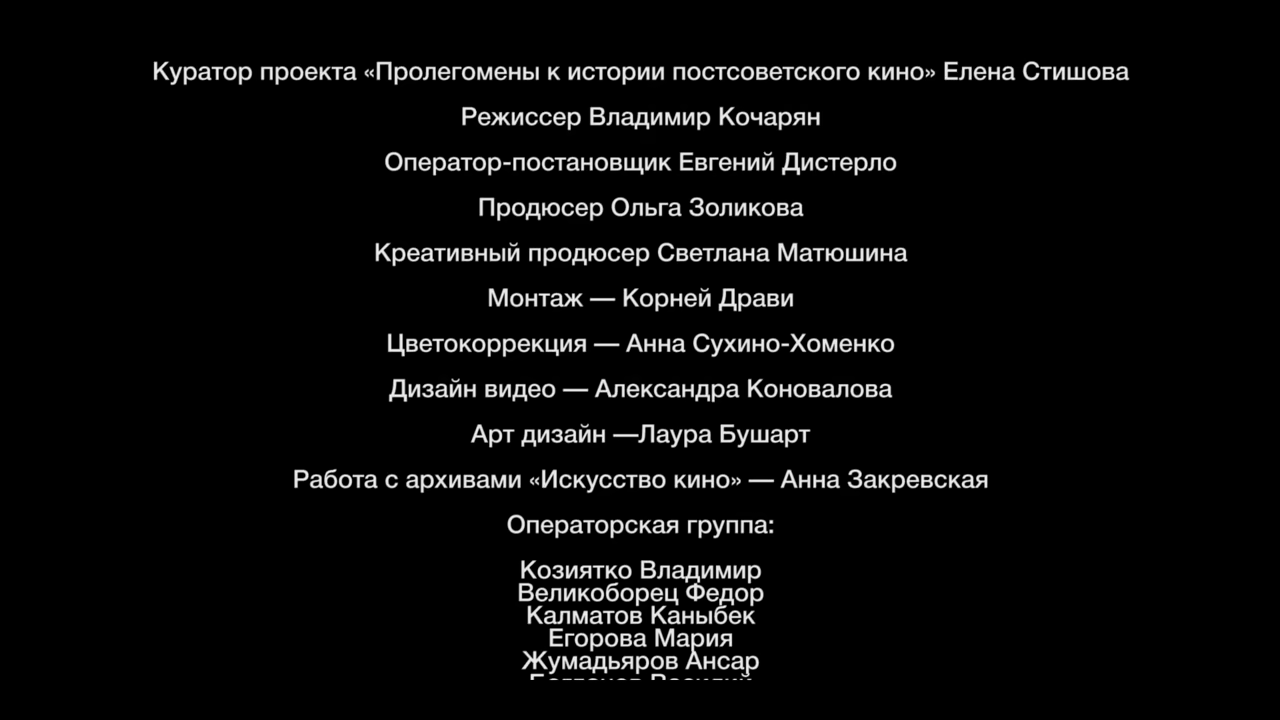 Куратор проекта «Пролегомены к истории постсоветского кино» Елена Стишова
Режиссер Владимир Кочарян
Оператор-постановщик Евгений Дистерло
Продюсер Ольга Золикова
Креативный продюсер Светлана Матюшина
Монтаж — Корней Драви
Цветокоррекция — Анна Сухино-Хоменко
Дизайн видео — Александра Коновалова
Арт дизайн —Лаура Бушарт
Работа с архивами «Искусство кино» — Анна Закревская
Операторская группа:
Козиятко Владимир
Великоборец Федор
Калматов Каныбек
Егорова Мария
Жумадьяров Ансар